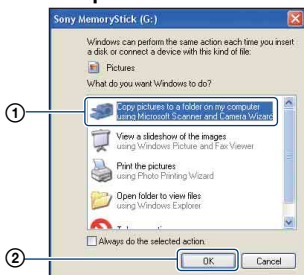 Sony MemoryStick (G:)
Windows can perform the same action each time you insert
a disk or connect a device with this kind of file:
Pictures
What do you want Windows to do?
①
Copy pictures to a folder on my computer
using Microsoft Scanner and Camera Wizard
View a slideshow of the images
using Windows Picture and Fax Viewer
Print the pictures
using Photo Printing Wizard
Open folder to view files
using Windows Explorer
Always do the selected action.
②
OK
Cancel